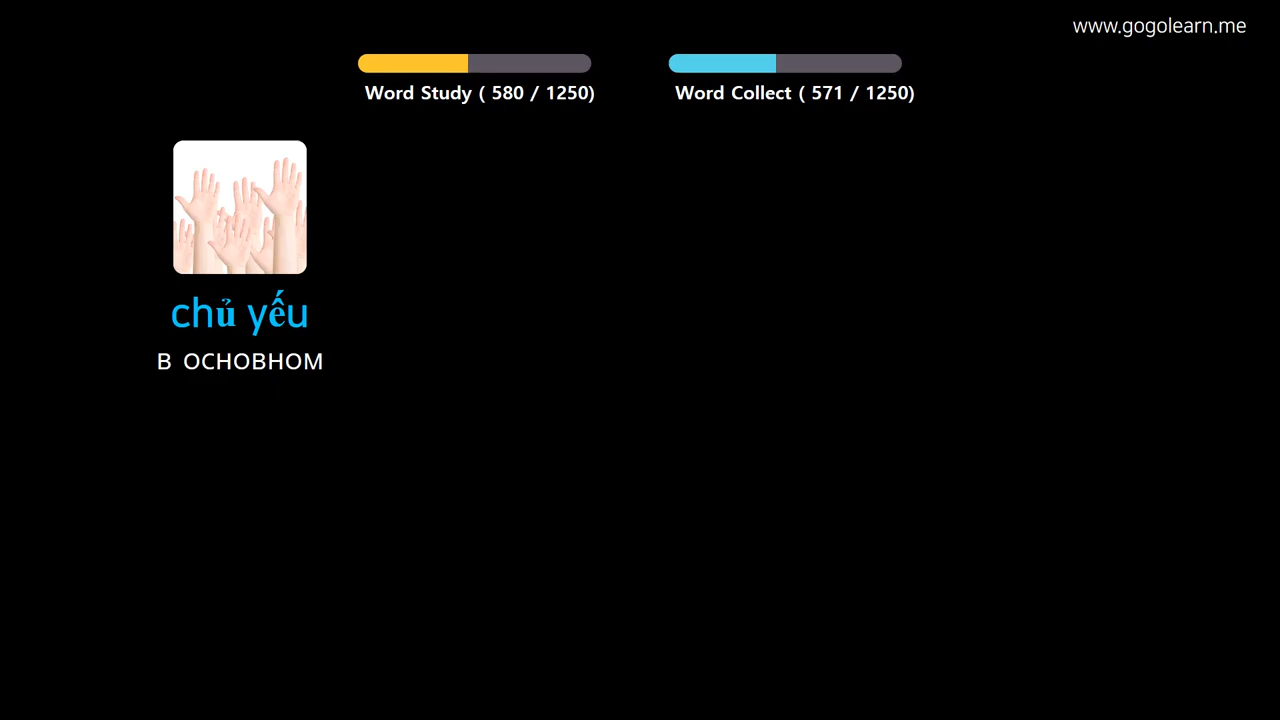 www.gogolearn.me
Word Study ( 580 / 1250)
Word Collect ( 571 / 1250)
chủ yếu
В ОСНОВНОМ